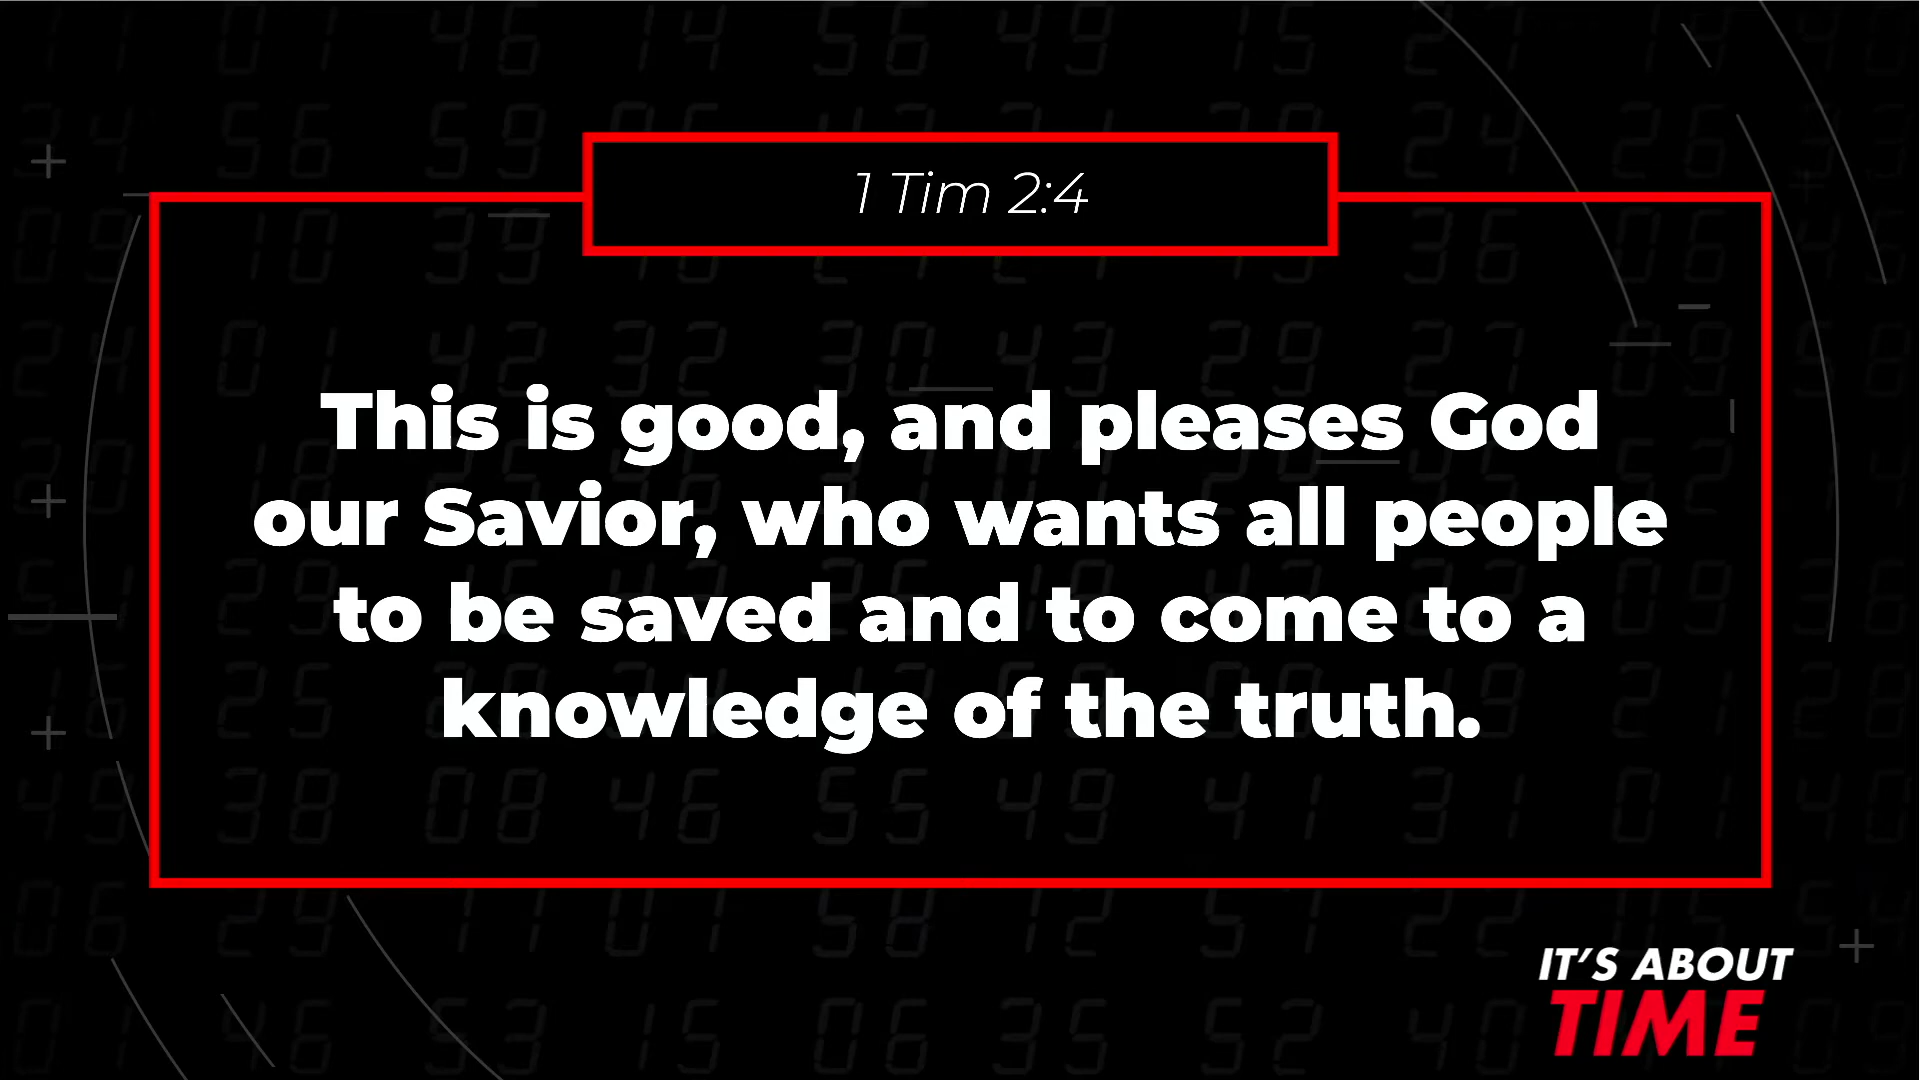 1 Tim 2:4
This is good, and pleases God
our Savior, who wants all people
to be saved and to come to a
knowledge of the truth.
IT'S ABOUT
TIME